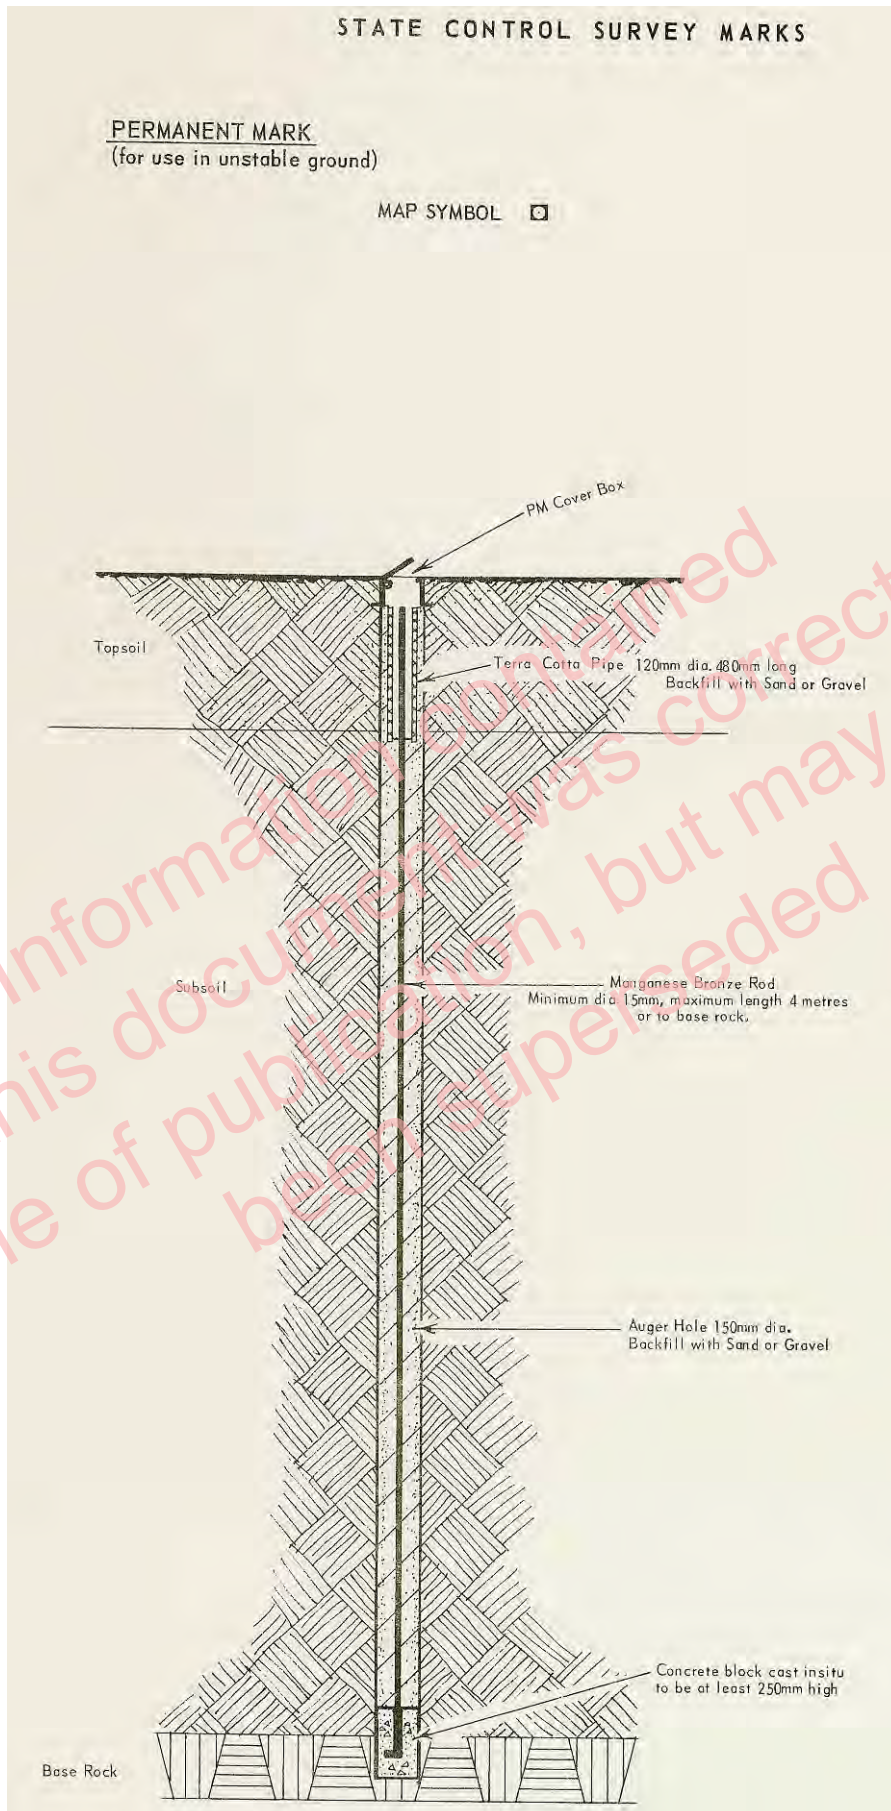 STATE CONTROL SURVEY MARKS
PERMANENT MARK
(for use in unstable ground)
MAP SYMBOL
PM Cover Box
Topsoil
Terra Cotta Pipe 120mm dia. 480mm long
Backfill with Sand or Gravel
Subsoil
Manganese Bronze Rod
Minimum dia 15mm, maximum length 4 metres
or to base rock.
Auger Hole 150mm dia.
Backfill with Sand or Gravel
Concrete block cast insitu
to be at least 250mm high
Base Rock
information contained
his document was correct
e of publication, but may
been superceded